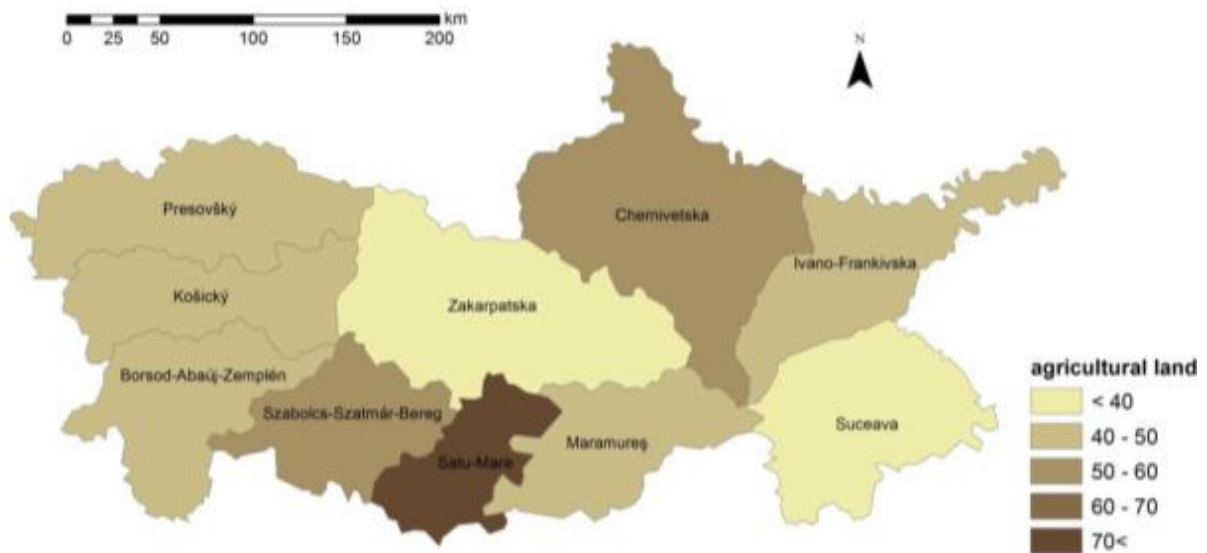 km
0 25 50 100 150 200
N
Presovšký
Chernivetska
Ivano-Frankivska
Košický
Zakarpatska
Borsod-Abaúj-Zemplén
Szabolcs-Szatmár-Bereg
Suceava
Maramureş
Satu-Mare
agricultural land
< 40
40 - 50
50 - 60
60 - 70
70<